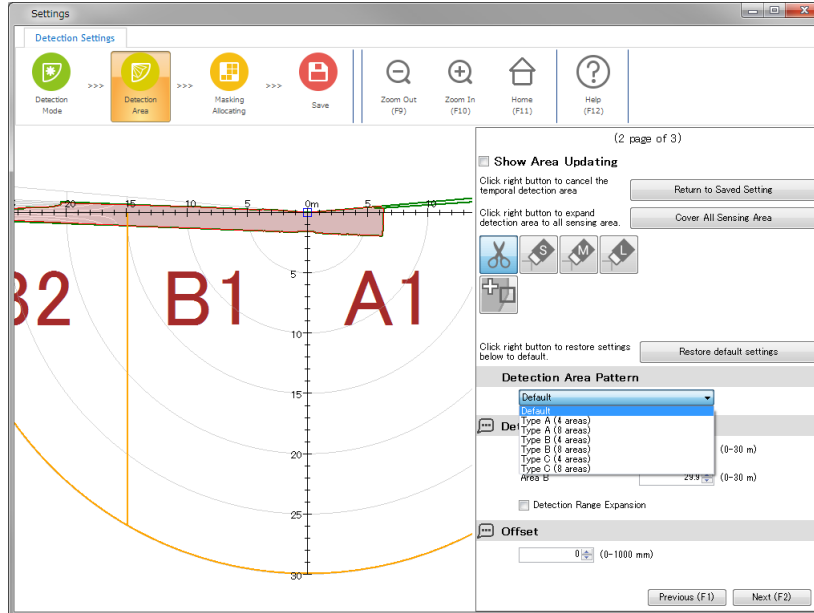 Settings
Detection Settings
Detection
Mode
>>>
Detection
Area
>>>
Masking
Allocating
>>>
Save
Zoom Out
(F9)
Zoom In
(F10)
Home
(F11)
Help
(F12)
(2 page of 3)
Show Area Updating
Click right button to cancel the
temporal detection area
Return to Saved Setting
Click right button to expand
detection area to all sensing area.
Cover All Sensing Area
S
M
L
Click right button to restore settings
below to default.
Restore default settings
Detection Area Pattern
Default
Default
Type A (4 areas)
Type A (8 areas)
Type B (4 areas)
Type B (8 areas)
Type C (4 areas)
Type C (8 areas)
(0-30 m)
Area B
29.9
(0-30 m)
Detection Range Expansion
Offset
0
(0-1000 mm)
Previous (F1)
Next (F2)
20
15
10
5
0m
5
10
5
10
15
20
25
30
B2
B1
A1